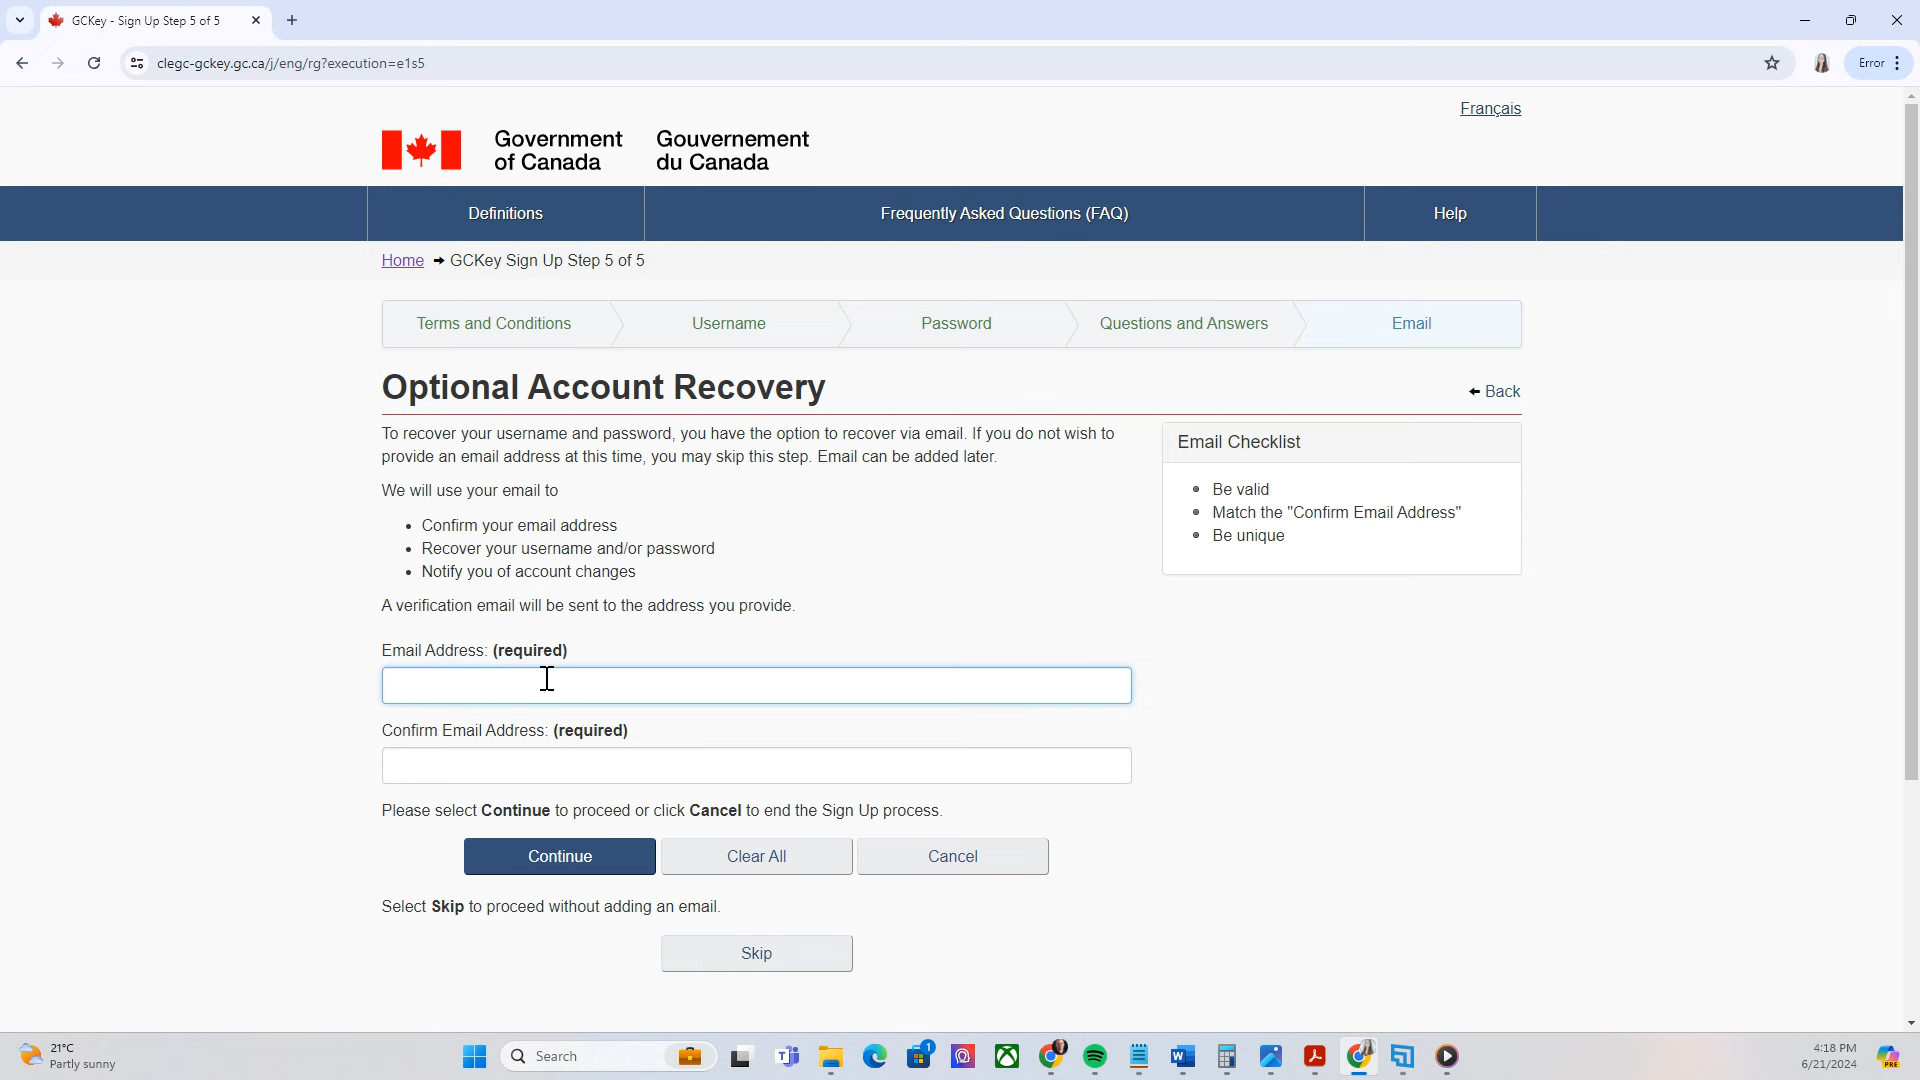 GCKey - Sign Up Step 5 of 5
clegc-gckey.gc.ca/j/eng/rg?execution=e1s5
Error
Français
Government Gouvernement
of Canada du Canada
Definitions Frequently Asked Questions (FAQ) Help
Home → GCKey Sign Up Step 5 of 5
Terms and Conditions Username Password Questions and Answers Email
Optional Account Recovery
← Back
To recover your username and password, you have the option to recover via email. If you do not wish to
provide an email address at this time, you may skip this step. Email can be added later.
We will use your email to
• Confirm your email address
• Recover your username and/or password
• Notify you of account changes
A verification email will be sent to the address you provide.
Email Checklist
• Be valid
• Match the "Confirm Email Address"
• Be unique
Email Address: (required)
Confirm Email Address: (required)
Please select Continue to proceed or click Cancel to end the Sign Up process.
Continue Clear All Cancel
Select Skip to proceed without adding an email.
Skip
21°C
Partly sunny
Search
1
4:18 PM
6/21/2024
PRE